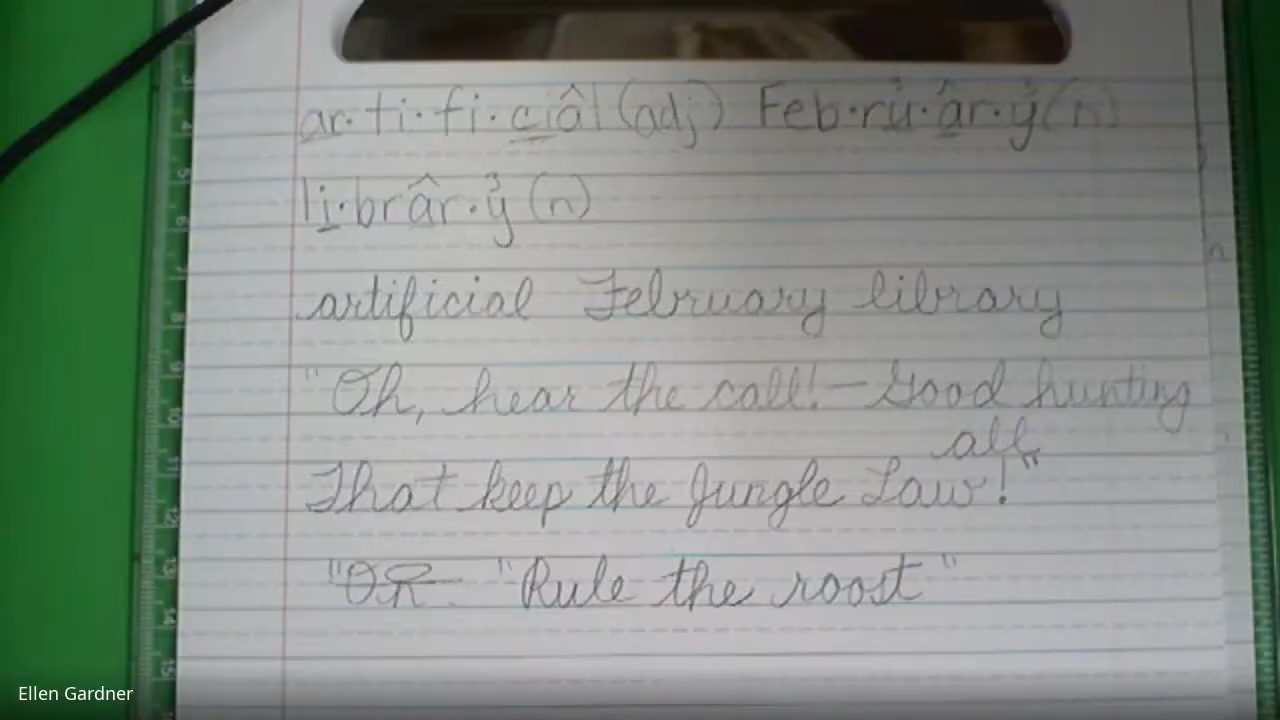 ar·ti·fi·ciâl (adj) Feb·ru̇·âr·ẏ (n)
li·brâr·ẏ (n)
artificial February library
"Oh, hear the call!—Good hunting
all
That keep the Jungle Law!"
"Rule the roost"
Ellen Gardner